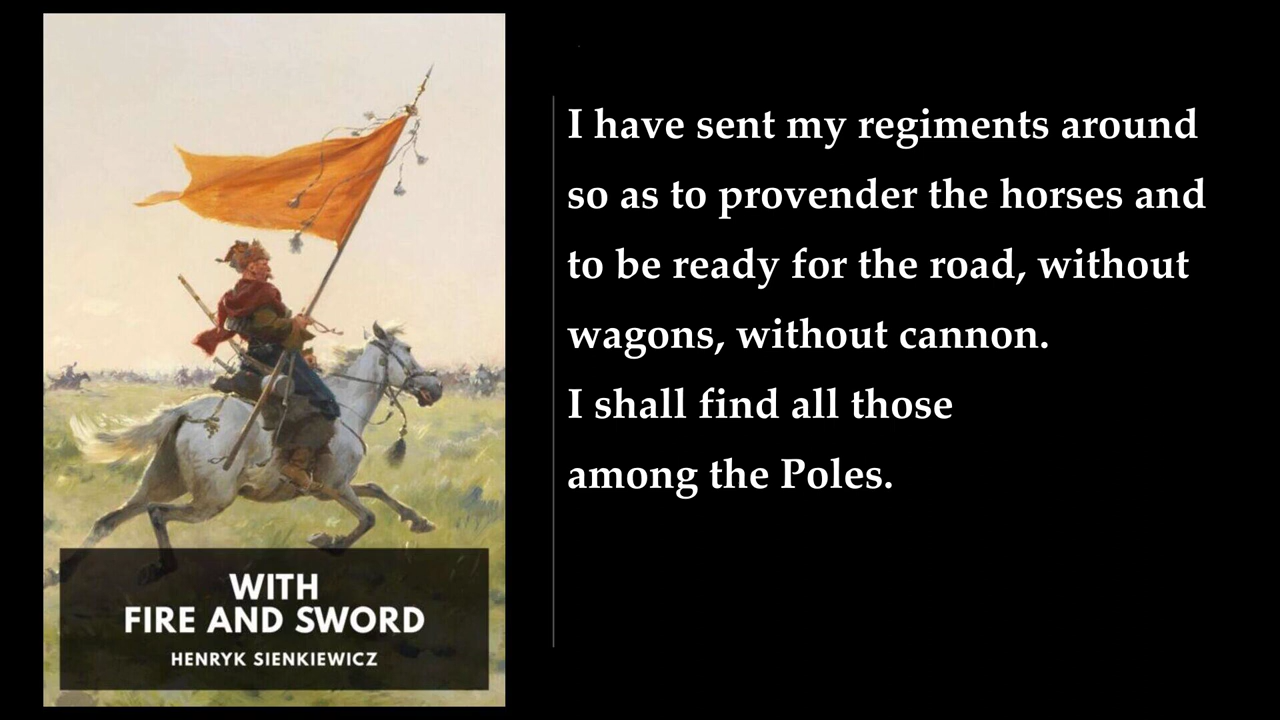 WITH
FIRE AND SWORD
HENRYK SIENKIEWICZ
I have sent my regiments around
so as to provender the horses and
to be ready for the road, without
wagons, without cannon.
I shall find all those
among the Poles.